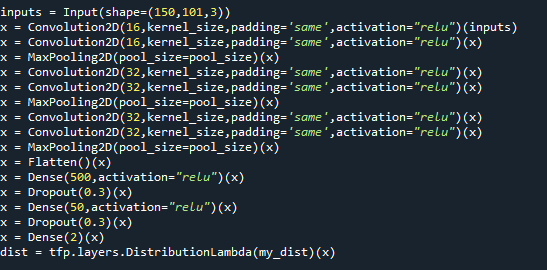 inputs = Input(shape=(150,101,3))
x = Convolution2D(16,kernel_size,padding='same',activation="relu")(inputs)
x = Convolution2D(16,kernel_size,padding='same',activation="relu")(x)
x = MaxPooling2D(pool_size=pool_size)(x)
x = Convolution2D(32,kernel_size,padding='same',activation="relu")(x)
x = Convolution2D(32,kernel_size,padding='same',activation="relu")(x)
x = MaxPooling2D(pool_size=pool_size)(x)
x = Convolution2D(32,kernel_size,padding='same',activation="relu")(x)
x = Convolution2D(32,kernel_size,padding='same',activation="relu")(x)
x = MaxPooling2D(pool_size=pool_size)(x)
x = Flatten()(x)
x = Dense(500,activation="relu")(x)
x = Dropout(0.3)(x)
x = Dense(50,activation="relu")(x)
x = Dropout(0.3)(x)
x = Dense(2)(x)
dist = tfp.layers.DistributionLambda(my_dist)(x)